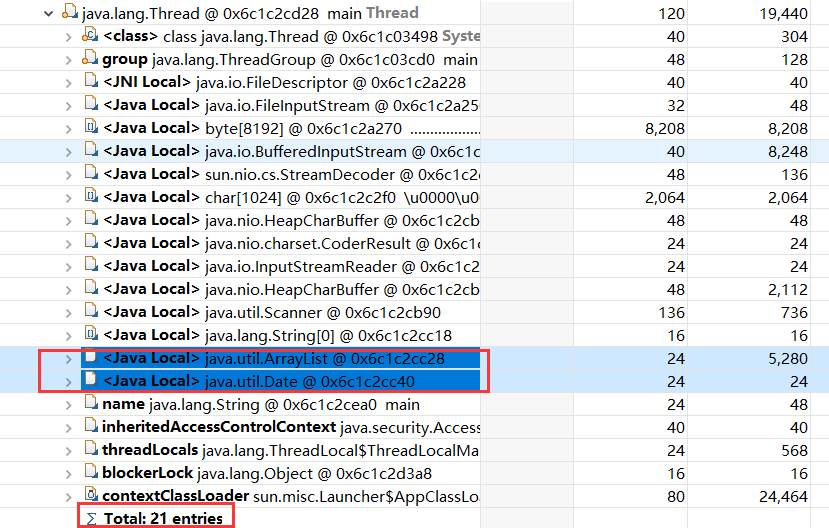 java.lang.Thread @ 0x6c1c2cd28 main Thread 120 19,440
<class> class java.lang.Thread @ 0x6c1c03498 Syste 40 304
group java.lang.ThreadGroup @ 0x6c1c03cd0 main 48 128
<JNI Local> java.io.FileDescriptor @ 0x6c1c2a228 40 40
<Java Local> java.io.FileInputStream @ 0x6c1c2a25 32 48
<Java Local> byte[8192] @ 0x6c1c2a270 .................... 8,208 8,208
<Java Local> java.io.BufferedInputStream @ 0x6c1c 40 8,248
<Java Local> sun.nio.cs.StreamDecoder @ 0x6c1c2 48 136
<Java Local> char[1024] @ 0x6c1c2c2f0 \u0000\u0 2,064 2,064
<Java Local> java.nio.HeapCharBuffer @ 0x6c1c2cb 48 48
<Java Local> java.nio.charset.CoderResult @ 0x6c1c 24 24
<Java Local> java.io.InputStreamReader @ 0x6c1c2 24 24
<Java Local> java.nio.HeapCharBuffer @ 0x6c1c2cb 48 2,112
<Java Local> java.util.Scanner @ 0x6c1c2cb90 136 736
<Java Local> java.lang.String[0] @ 0x6c1c2cc18 16 16
<Java Local> java.util.ArrayList @ 0x6c1c2cc28 24 5,280
<Java Local> java.util.Date @ 0x6c1c2cc40 24 24
name java.lang.String @ 0x6c1c2cea0 main 24 48
inheritedAccessControlContext java.security.Acces 40 40
threadLocals java.lang.ThreadLocal$ThreadLocalMa 24 568
blockerLock java.lang.Object @ 0x6c1c2d3a8 16 16
contextClassLoader sun.misc.Launcher$AppClassLo 80 24,464
∑ Total: 21 entries